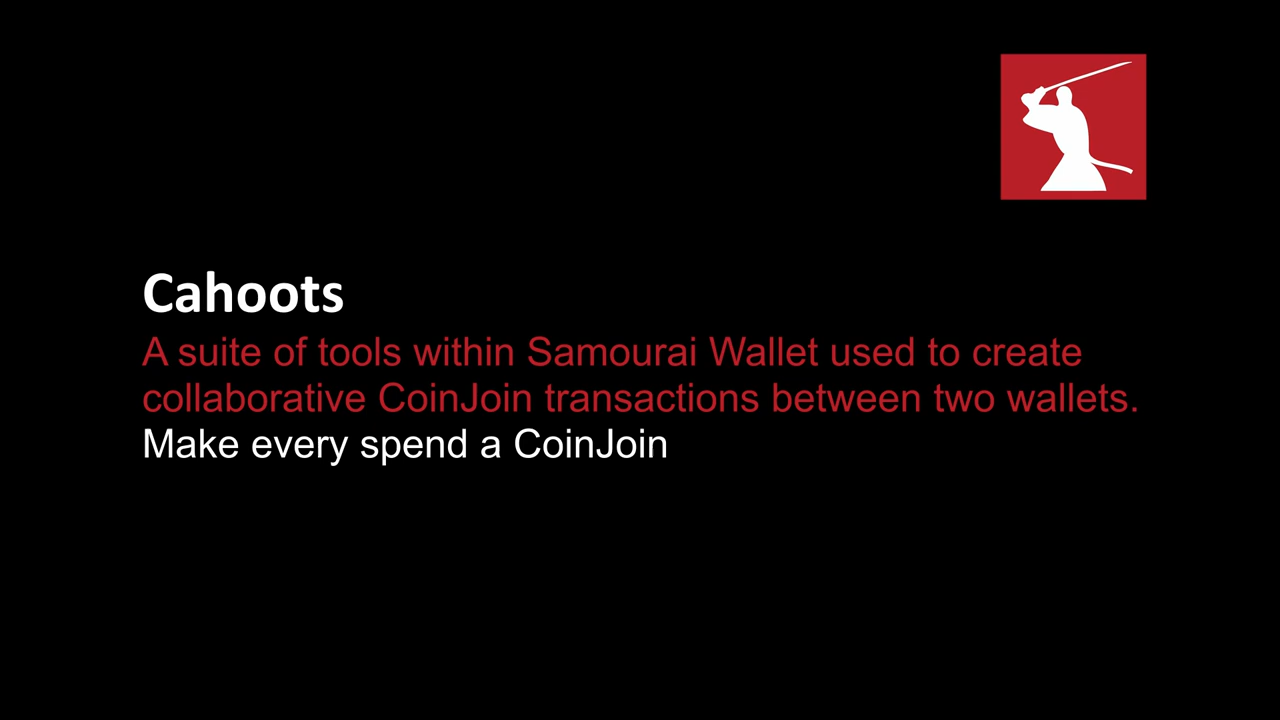 Cahoots
A suite of tools within Samourai Wallet used to create
collaborative CoinJoin transactions between two wallets.
Make every spend a CoinJoin